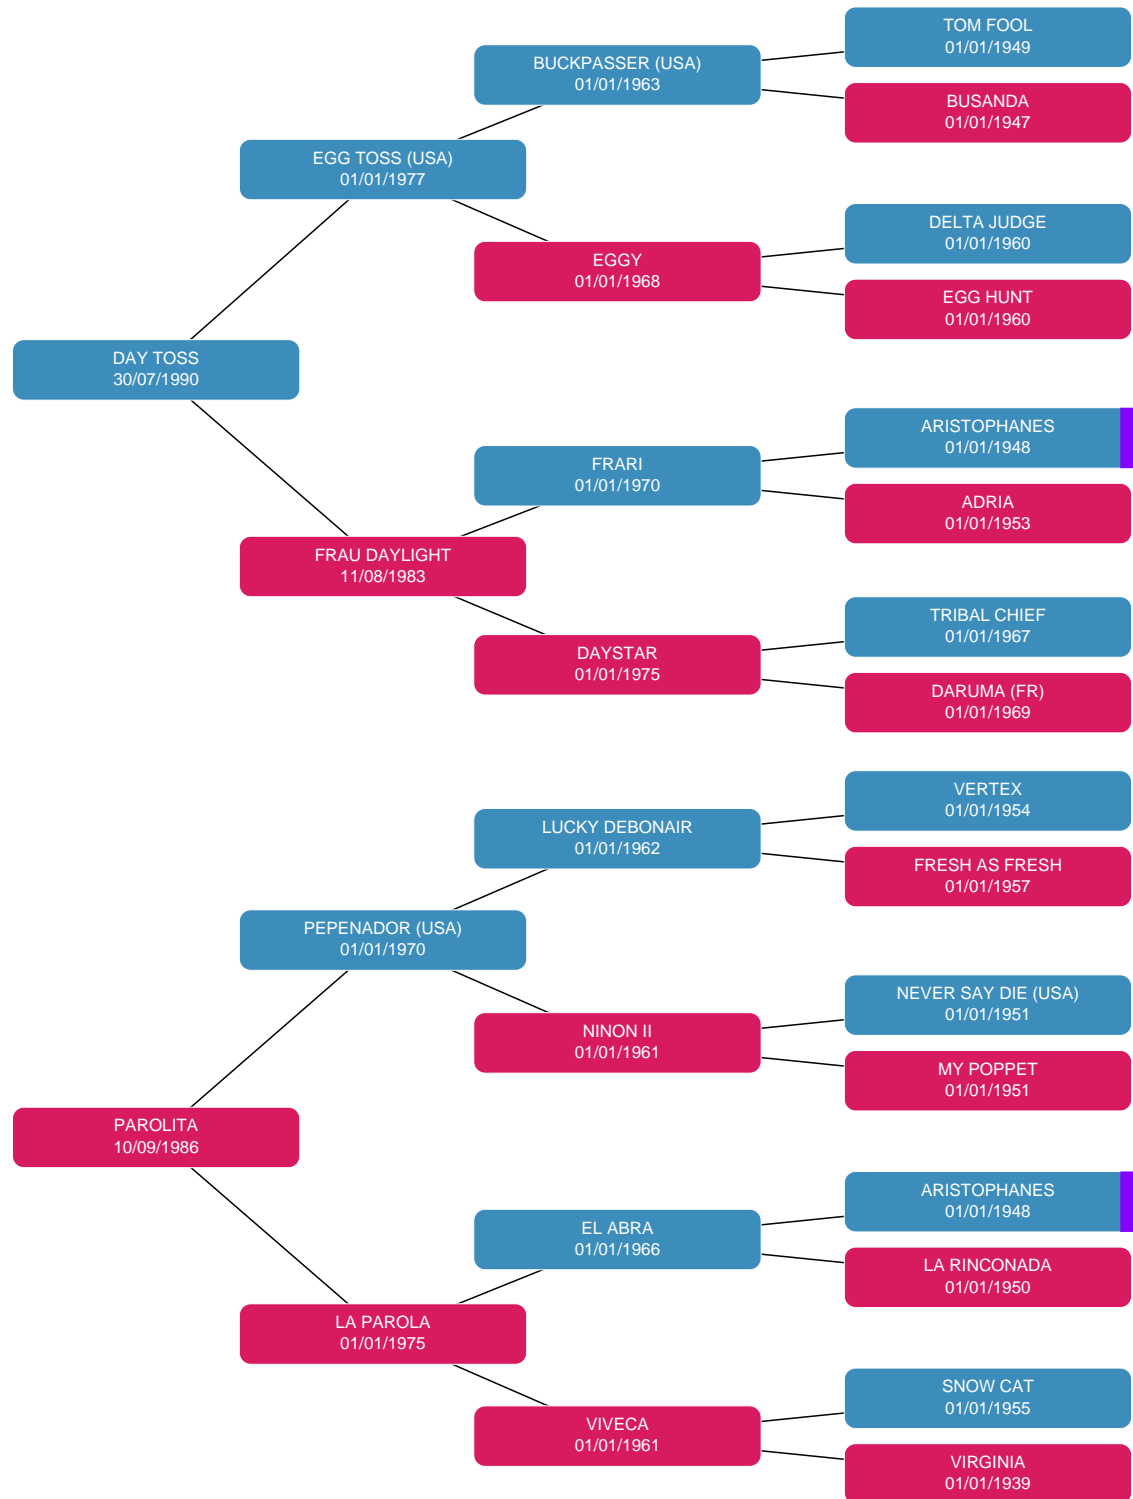 TOM FOOL
01/01/1949
BUCKPASSER (USA)
01/01/1963
BUSANDA
01/01/1947
EGG TOSS (USA)
01/01/1977
DELTA JUDGE
01/01/1960
EGGY
01/01/1968
EGG HUNT
01/01/1960
DAY TOSS
30/07/1990
ARISTOPHANES
01/01/1948
FRARI
01/01/1970
ADRIA
01/01/1953
FRAU DAYLIGHT
11/08/1983
TRIBAL CHIEF
01/01/1967
DAYSTAR
01/01/1975
DARUMA (FR)
01/01/1969
VERTEX
01/01/1954
LUCKY DEBONAIR
01/01/1962
FRESH AS FRESH
01/01/1957
PEPENADOR (USA)
01/01/1970
NEVER SAY DIE (USA)
01/01/1951
NINON II
01/01/1961
MY POPPET
01/01/1951
PAROLITA
10/09/1986
ARISTOPHANES
01/01/1948
EL ABRA
01/01/1966
LA RINCONADA
01/01/1950
LA PAROLA
01/01/1975
SNOW CAT
01/01/1955
VIVECA
01/01/1961
VIRGINIA
01/01/1939